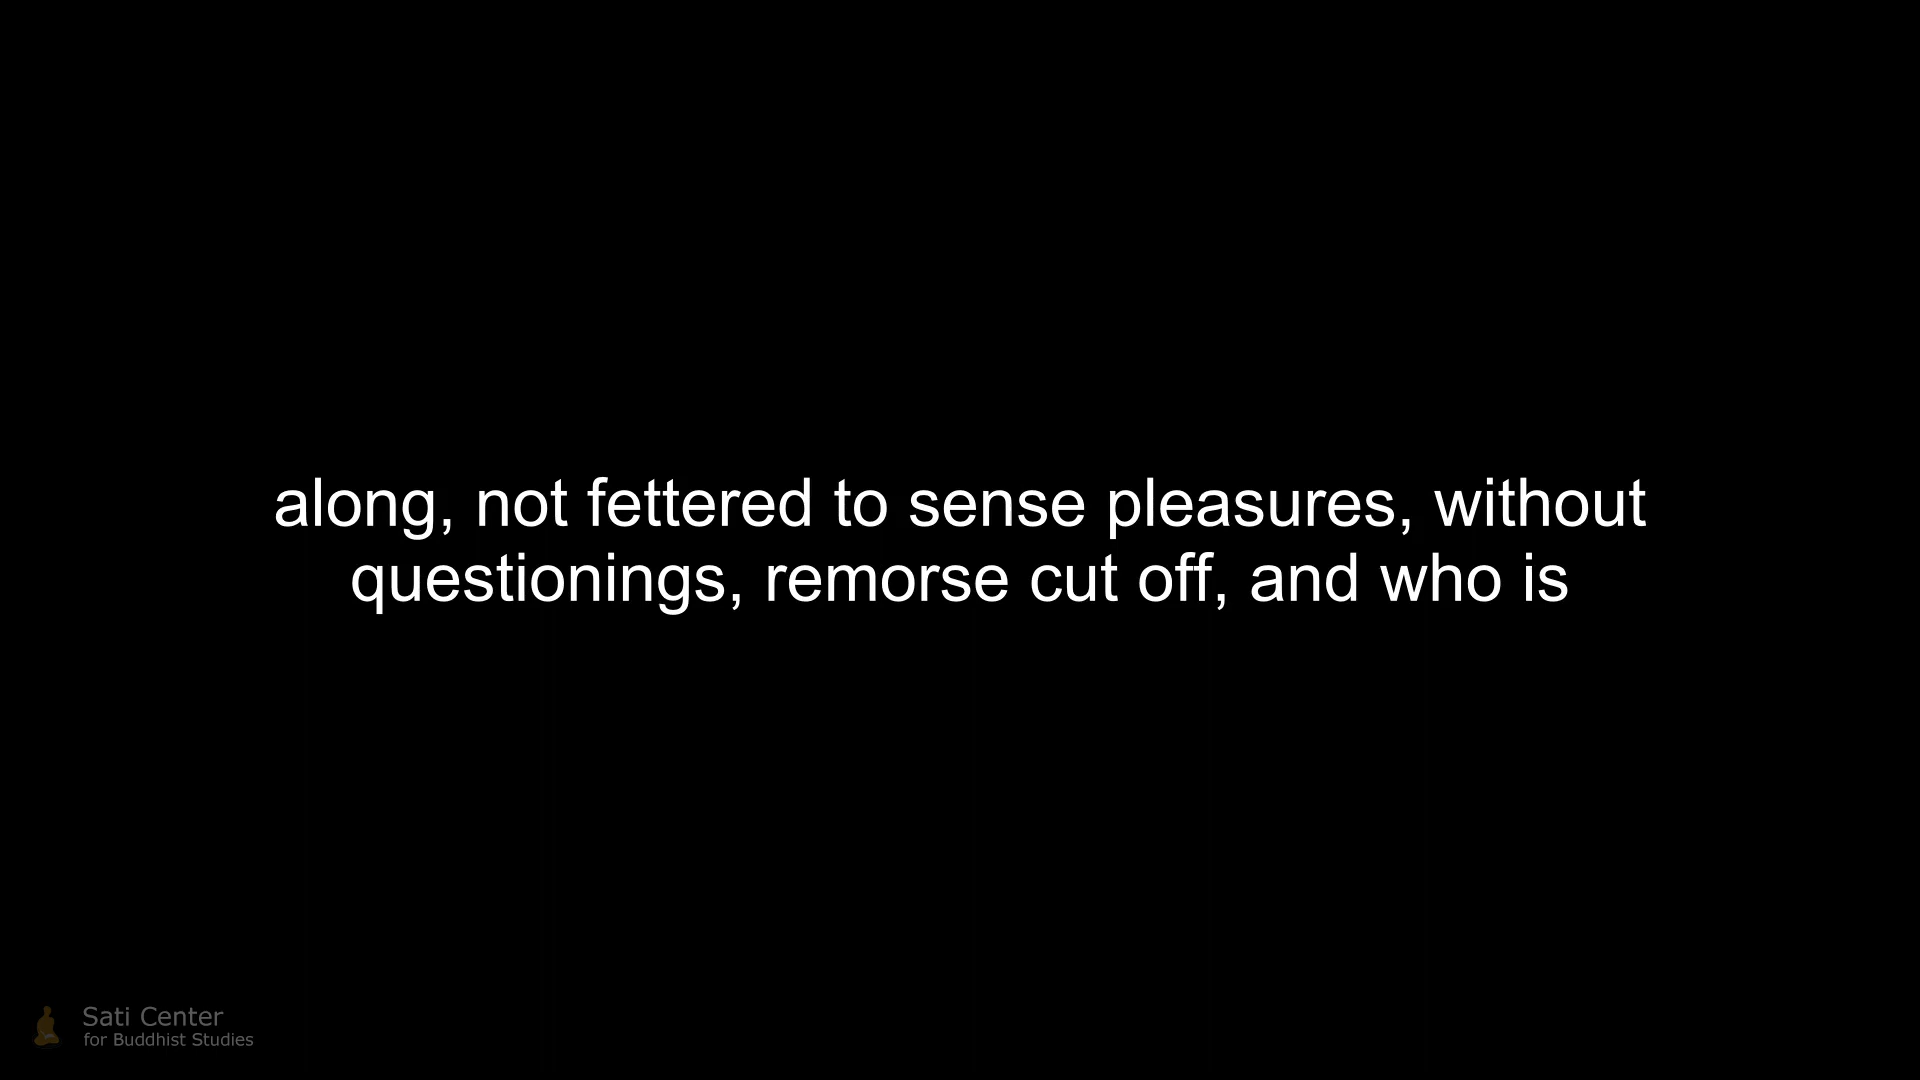 along, not fettered to sense pleasures, without
questionings, remorse cut off, and who is
Sati Center
for Buddhist Studies